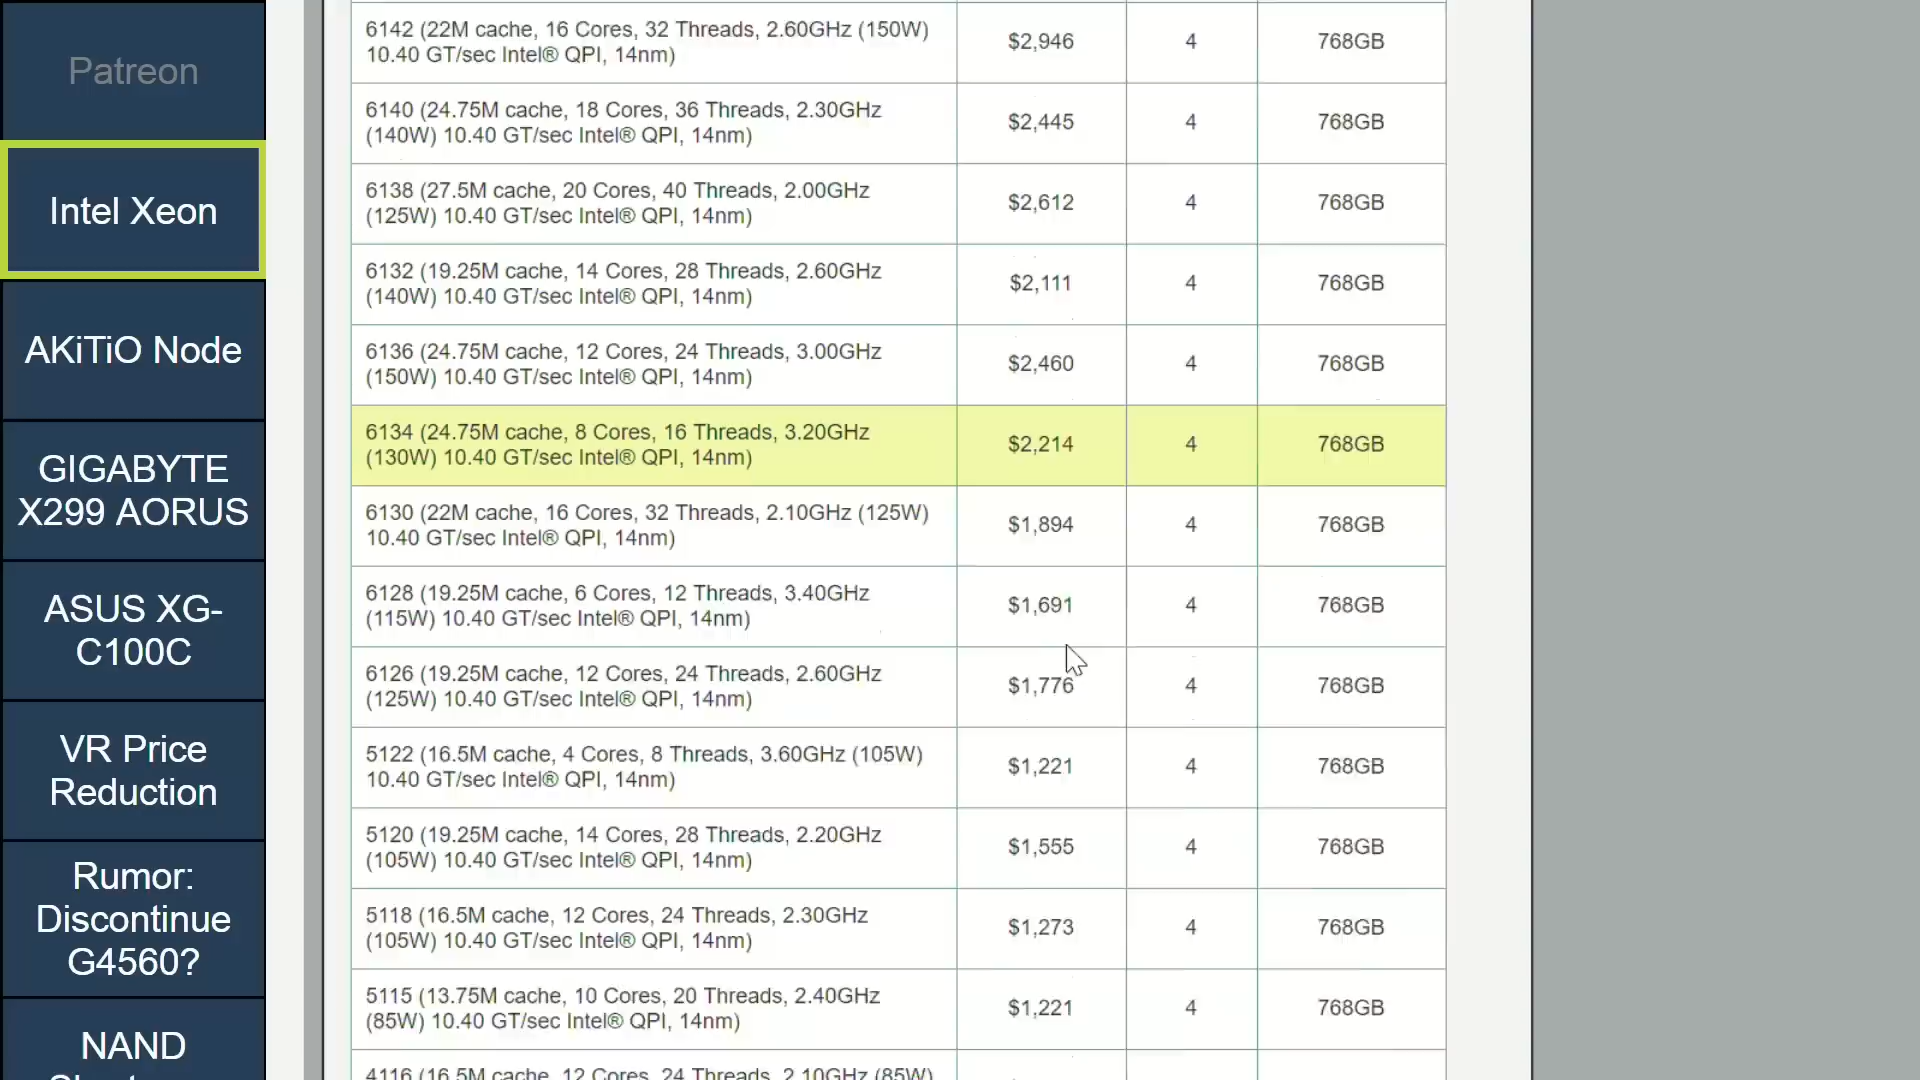 Patreon
Intel Xeon
AKiTiO Node
GIGABYTE
X299 AORUS
ASUS XG-
C100C
VR Price
Reduction
Rumor:
Discontinue
G4560?
NAND
6142 (22M cache, 16 Cores, 32 Threads, 2.60GHz (150W)
10.40 GT/sec Intel® QPI, 14nm)
$2,946
4
768GB
6140 (24.75M cache, 18 Cores, 36 Threads, 2.30GHz
(140W) 10.40 GT/sec Intel® QPI, 14nm)
$2,445
4
768GB
6138 (27.5M cache, 20 Cores, 40 Threads, 2.00GHz
(125W) 10.40 GT/sec Intel® QPI, 14nm)
$2,612
4
768GB
6132 (19.25M cache, 14 Cores, 28 Threads, 2.60GHz
(140W) 10.40 GT/sec Intel® QPI, 14nm)
$2,111
4
768GB
6136 (24.75M cache, 12 Cores, 24 Threads, 3.00GHz
(150W) 10.40 GT/sec Intel® QPI, 14nm)
$2,460
4
768GB
6134 (24.75M cache, 8 Cores, 16 Threads, 3.20GHz
(130W) 10.40 GT/sec Intel® QPI, 14nm)
$2,214
4
768GB
6130 (22M cache, 16 Cores, 32 Threads, 2.10GHz (125W)
10.40 GT/sec Intel® QPI, 14nm)
$1,894
4
768GB
6128 (19.25M cache, 6 Cores, 12 Threads, 3.40GHz
(115W) 10.40 GT/sec Intel® QPI, 14nm)
$1,691
4
768GB
6126 (19.25M cache, 12 Cores, 24 Threads, 2.60GHz
(125W) 10.40 GT/sec Intel® QPI, 14nm)
$1,776
4
768GB
5122 (16.5M cache, 4 Cores, 8 Threads, 3.60GHz (105W)
10.40 GT/sec Intel® QPI, 14nm)
$1,221
4
768GB
5120 (19.25M cache, 14 Cores, 28 Threads, 2.20GHz
(105W) 10.40 GT/sec Intel® QPI, 14nm)
$1,555
4
768GB
5118 (16.5M cache, 12 Cores, 24 Threads, 2.30GHz
(105W) 10.40 GT/sec Intel® QPI, 14nm)
$1,273
4
768GB
5115 (13.75M cache, 10 Cores, 20 Threads, 2.40GHz
(85W) 10.40 GT/sec Intel® QPI, 14nm)
$1,221
4
768GB
4116 (16.5M cache, 12 Cores, 24 Threads, 2.10GHz (85W)